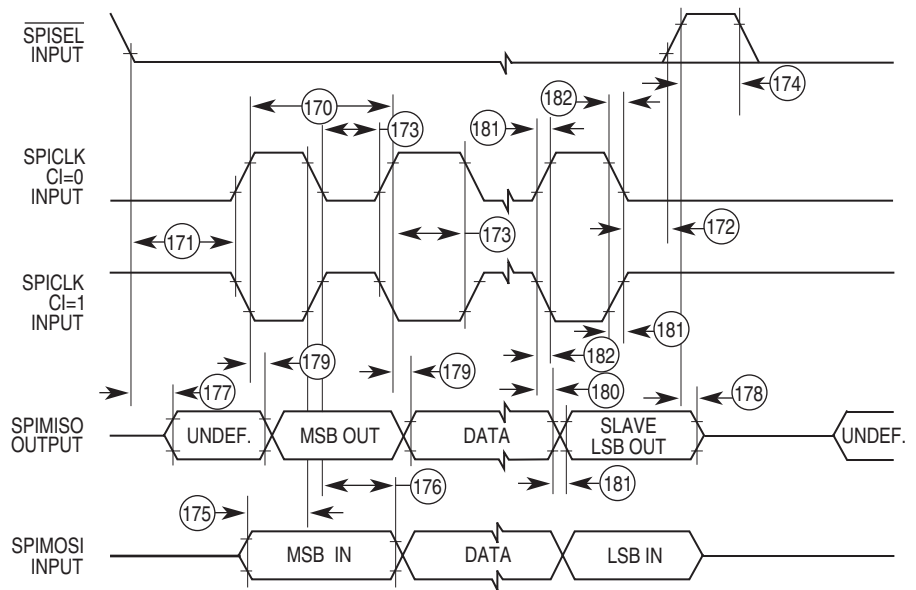 SPISEL
INPUT
174
182
170
181
173
SPICLK
CI=0
INPUT
172
173
171
SPICLK
CI=1
INPUT
181
182
179
179
180
177
178
SPIMISO
OUTPUT
UNDEF.
MSB OUT
DATA
SLAVE
LSB OUT
UNDEF.
181
176
175
SPIMOSI
INPUT
MSB IN
DATA
LSB IN